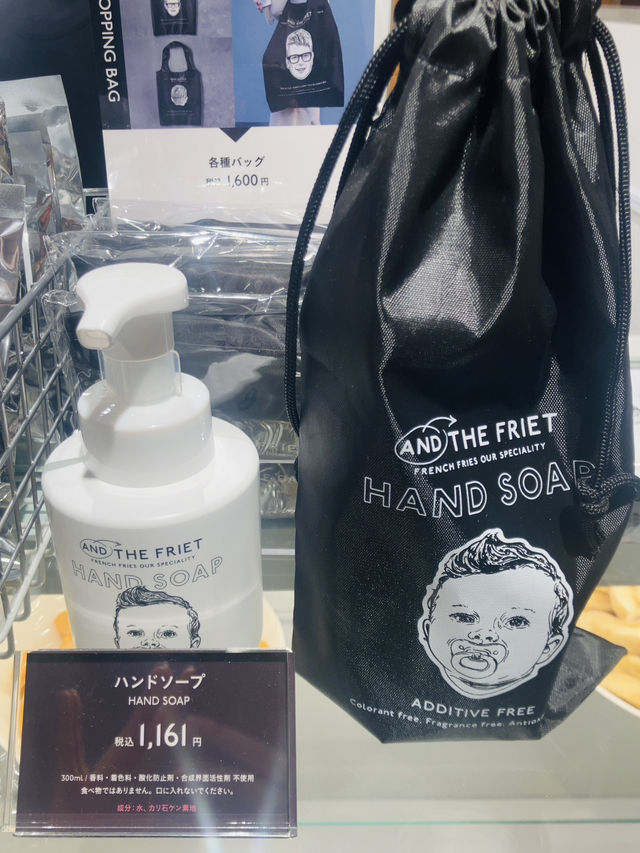 OPPING BAG
各種バッグ
税込 1,600 円
AND THE FRIET
FRENCH FRIES OUR SPECIALITY
HAND SOAP
ADDITIVE FREE
Colorant free, Fragrance free,
AND THE FRIET
FRENCH FRIES OUR SPECIALITY
HAND SOAP
ハンドソープ
HAND SOAP
税込 1,161 円
300mL / 香料・着色料・酸化防止剤・合成界面活性剤 不使用
食べ物ではありません。口に入れないでください。
成分：水、カリ石ケン素地